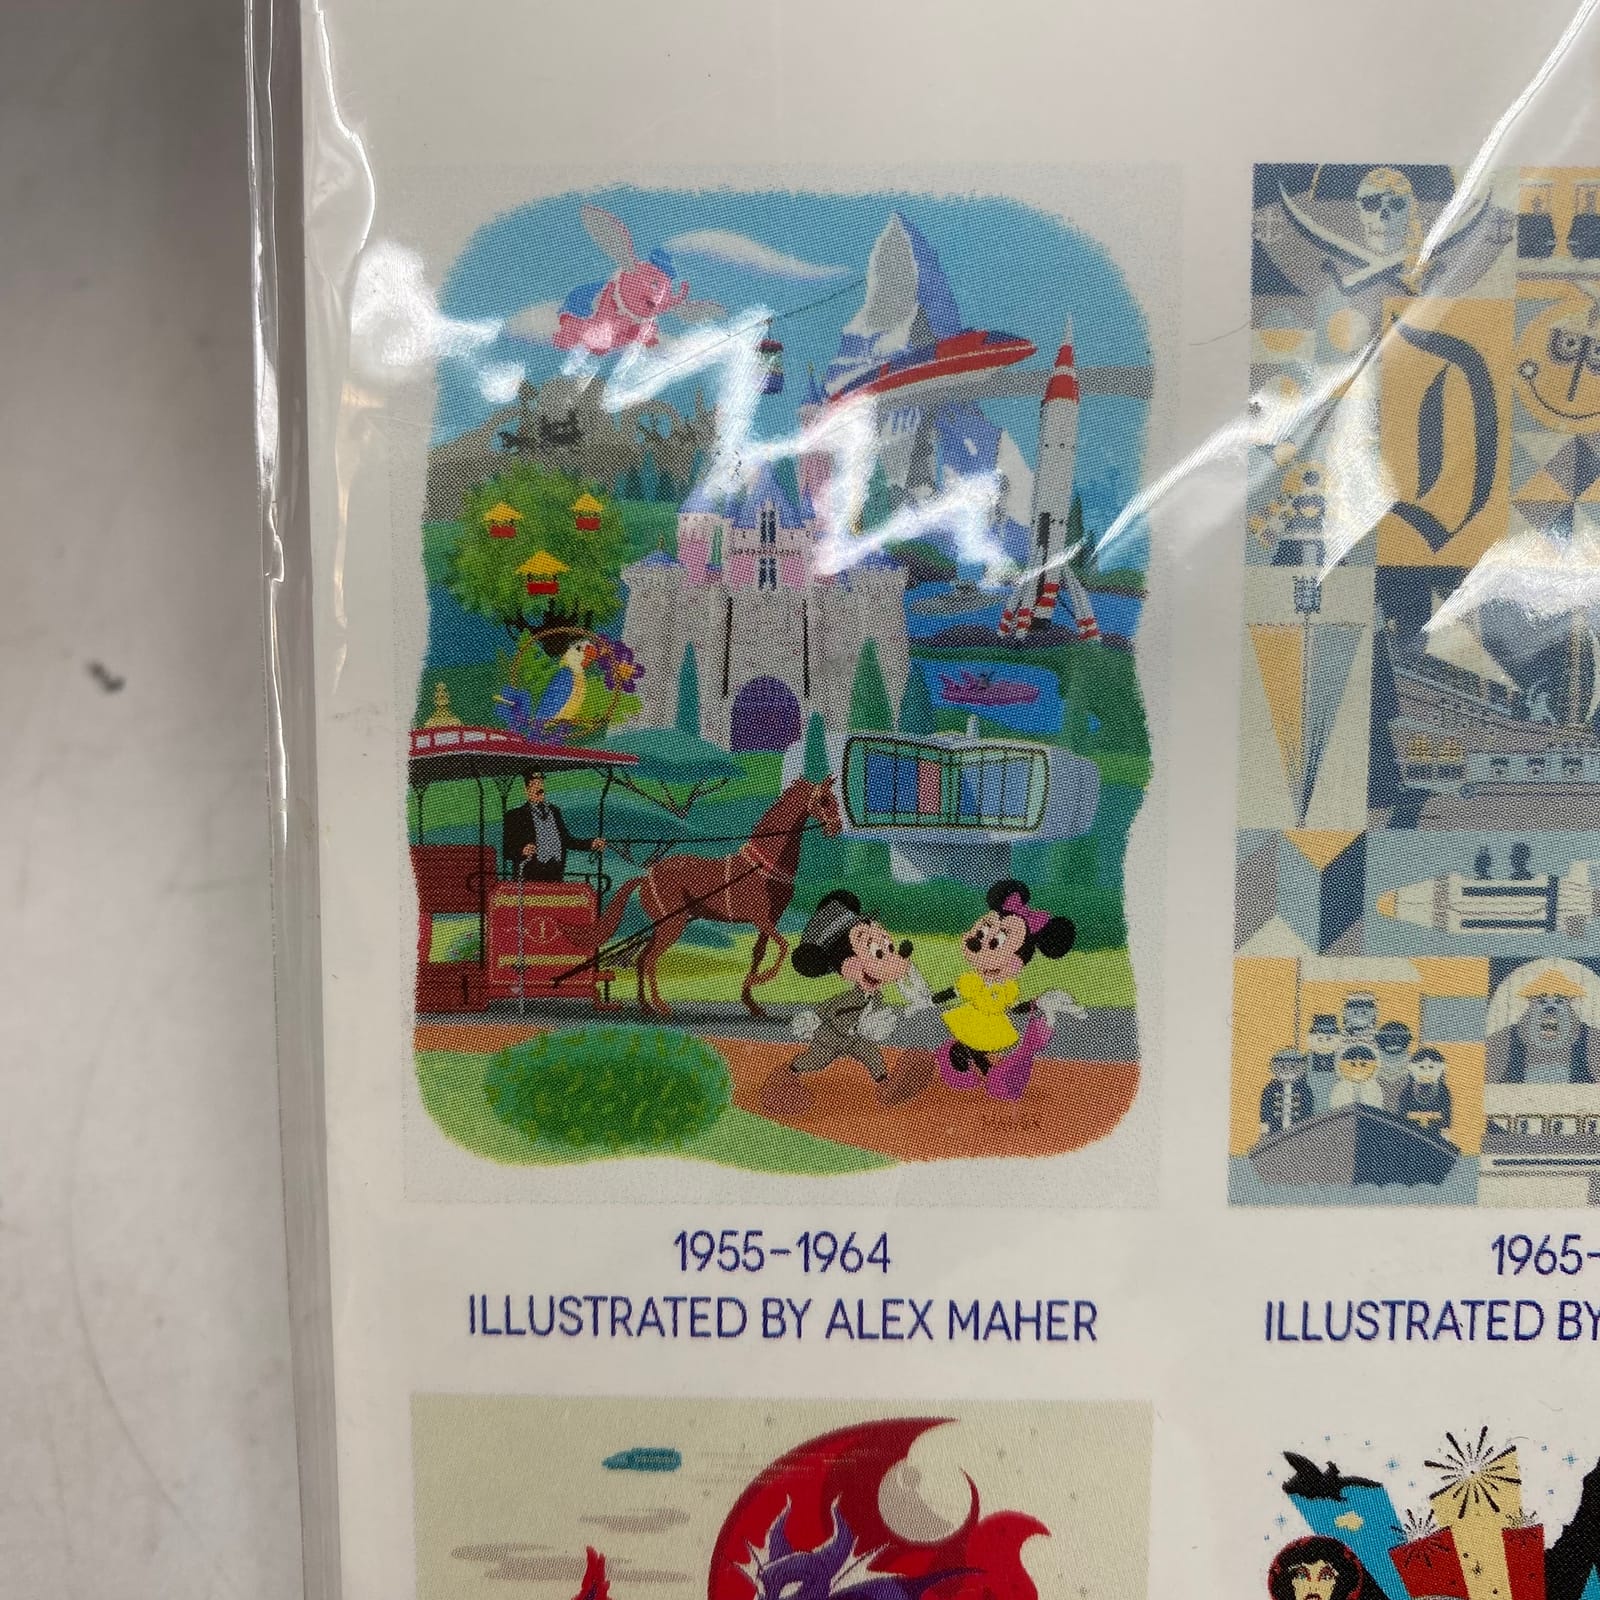 D
1955-1964
ILLUSTRATED BY ALEX MAHER
1965-
ILLUSTRATED BY